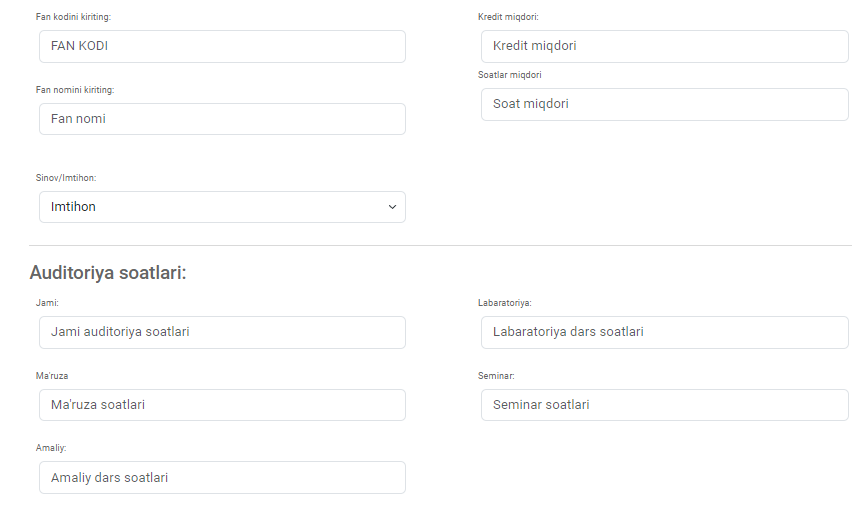 Fan kodini kiriting:
FAN KODI
Fan nomini kiriting:
Fan nomi
Sinov/Imtihon:
Imtihon
Kredit miqdori:
Kredit miqdori
Soatlar miqdori
Soat miqdori
Auditoriya soatlari:
Jami:
Jami auditoriya soatlari
Ma'ruza
Ma'ruza soatlari
Amaliy:
Amaliy dars soatlari
Labaratoriya:
Labaratoriya dars soatlari
Seminar:
Seminar soatlari